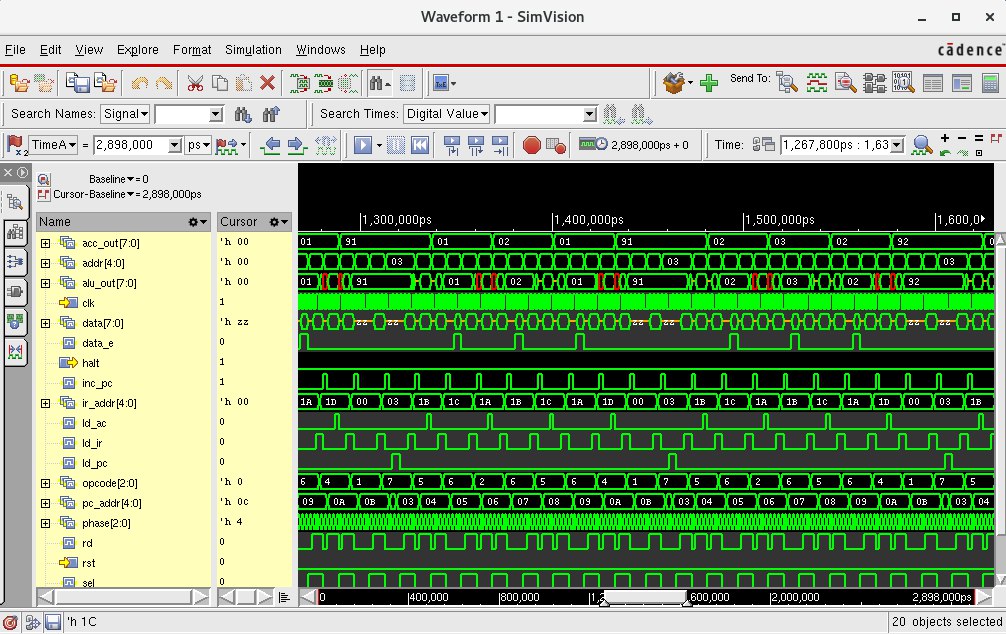 Waveform 1 - SimVision
File Edit View Explore Format Simulation Windows Help
cādence
Send To:
Search Names: Signal
Search Times: Digital Value
TimeA = 2,898,000 ps
2,898,000ps + 0
Time: 1,267,800ps : 1,63
Baseline = 0
Cursor-Baseline = 2,898,000ps
Name Cursor
1,300,000ps 1,400,000ps 1,500,000ps 1,600,0
acc_out[7:0] 'h 00 01 91 01 02 01 91 02 03 02 92 0
addr[4:0] 'h 00 03 03 03
alu_out[7:0] 'h 00 01 91 01 02 01 91 02 03 02 92
clk 1
data[7:0] 'h zz zz zz zz zz zz zz
data_e 0
halt 1
inc_pc 1
ir_addr[4:0] 'h 00 1A 1D 00 03 1B 1C 1A 1B 1C 1A 1D 00 03 1B 1C 1A 1B 1C 1A 1D 00 03 1B
ld_ac 0
ld_ir 0
ld_pc 0
opcode[2:0] 'h 0 6 4 1 7 5 6 2 6 5 6 4 1 7 5 6 2 6 5 6 4 1 7 5
pc_addr[4:0] 'h 0c 09 0A 0B 03 04 05 06 07 08 09 0A 0B 03 04 05 06 07 08 09 0A 0B 03 04
phase[2:0] 'h 4
rd 0
rst 0
sel 0
0 400,000 800,000 1,2 600,000 2,000,000 2,898,000ps
'h 1C
20 objects selected